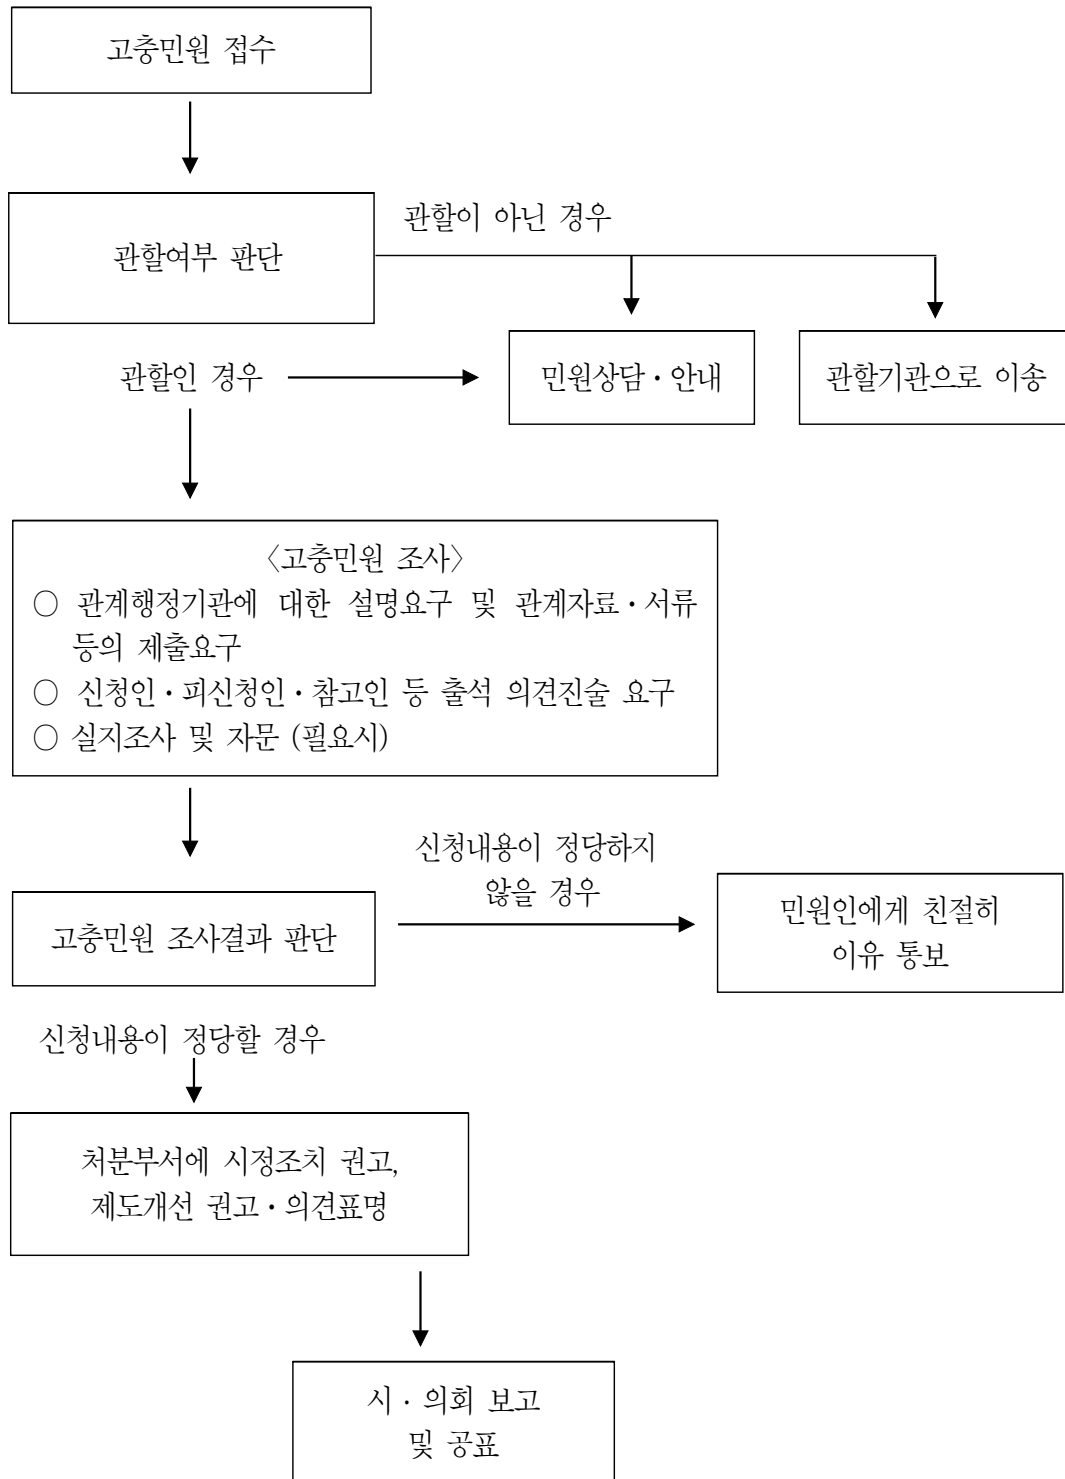 고충민원 접수
관할여부 판단
관할이 아닌 경우
관할인 경우
민원상담·안내
관할기관으로 이송
〈고충민원 조사〉
○ 관계행정기관에 대한 설명요구 및 관계자료·서류
등의 제출요구
○ 신청인·피신청인·참고인 등 출석 의견진술 요구
○ 실지조사 및 자문 (필요시)
고충민원 조사결과 판단
신청내용이 정당하지
않을 경우
민원인에게 친절히
이유 통보
신청내용이 정당할 경우
처분부서에 시정조치 권고,
제도개선 권고·의견표명
시·의회 보고
및 공표